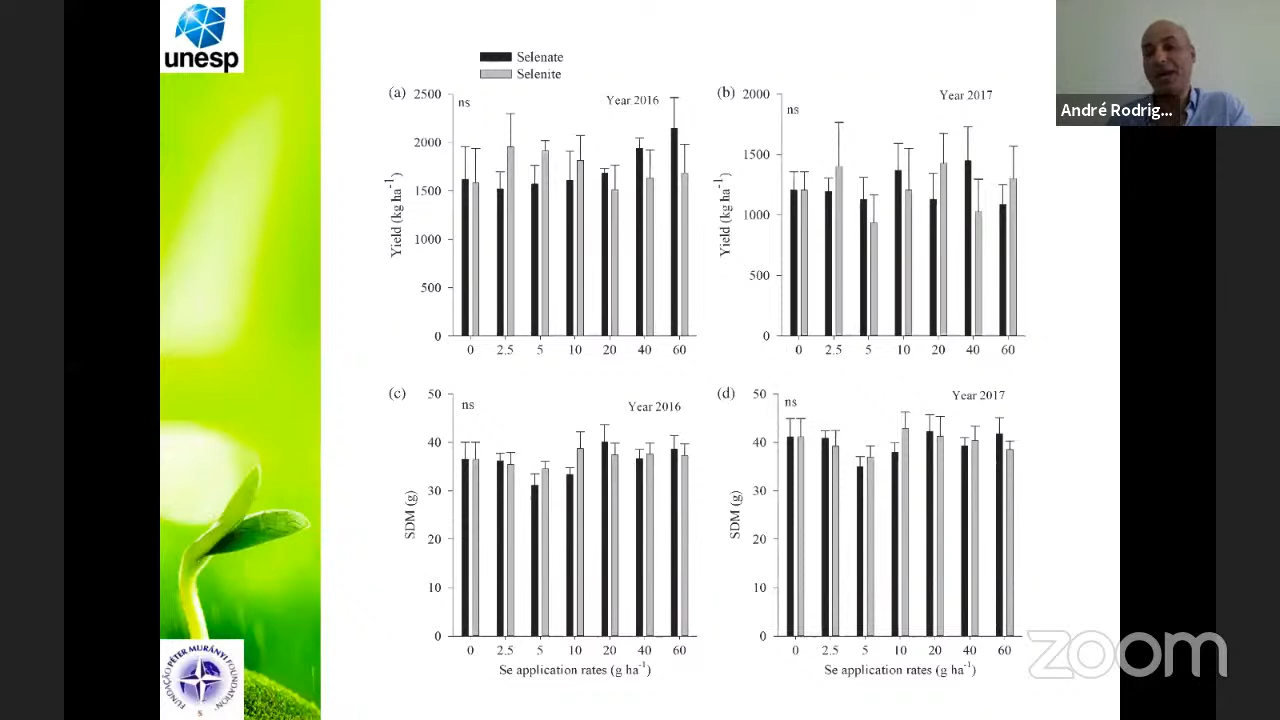 unesp
Selenate
Selenite
(a)
ns
Year 2016
2500
2000
1500
1000
500
0
Yield (kg ha⁻¹)
0 2.5 5 10 20 40 60
(b)
ns
Year 2017
2000
1500
1000
500
0
Yield (kg ha⁻¹)
0 2.5 5 10 20 40 60
(c)
ns
Year 2016
50
40
30
20
10
0
SDM (g)
0 2.5 5 10 20 40 60
Se application rates (g ha⁻¹)
(d)
ns
Year 2017
50
40
30
20
10
0
SDM (g)
0 2.5 5 10 20 40 60
Se application rates (g ha⁻¹)
André Rodrig...
FUNDAÇÃO PÉTER MURÁNYI FOUNDATION
zoom